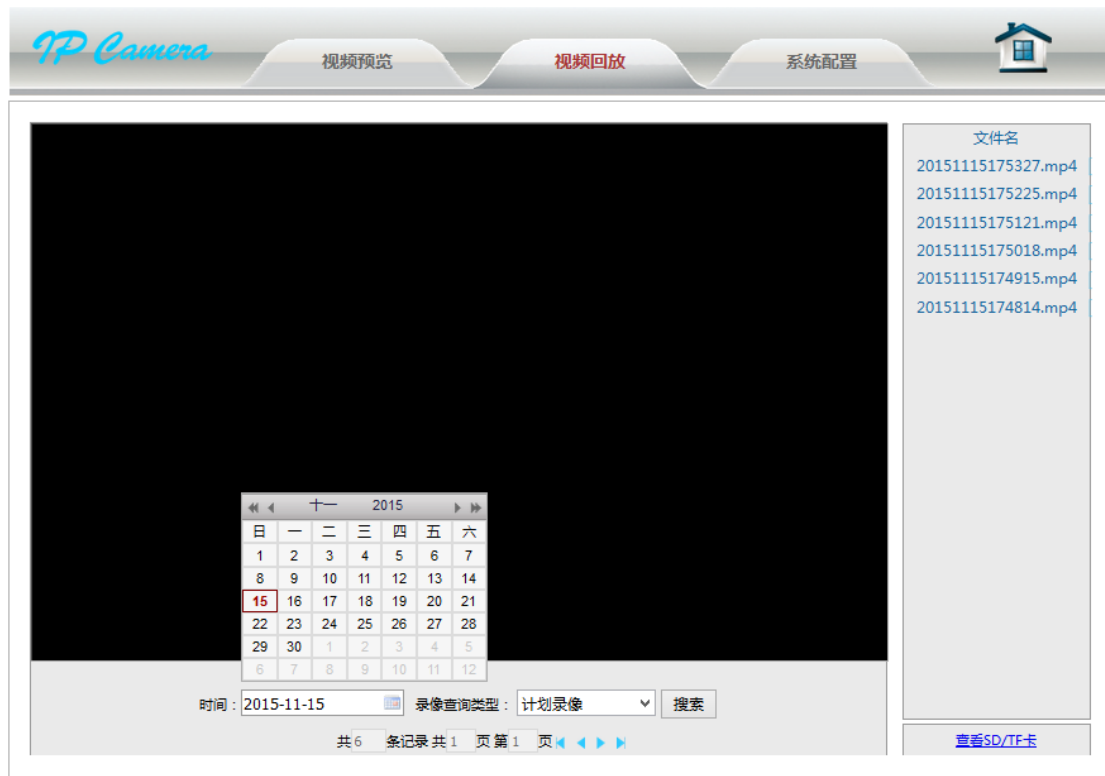 IP Camera 视频预览 视频回放 系统配置
文件名
20151115175327.mp4
20151115175225.mp4
20151115175121.mp4
20151115175018.mp4
20151115174915.mp4
20151115174814.mp4
十一 2015
日 一 二 三 四 五 六
1 2 3 4 5 6 7
8 9 10 11 12 13 14
15 16 17 18 19 20 21
22 23 24 25 26 27 28
29 30 1 2 3 4 5
6 7 8 9 10 11 12
时间：2015-11-15 录像查询类型： 计划录像 搜索
共6 条记录 共1 页 第1 页
查看SD/TF卡